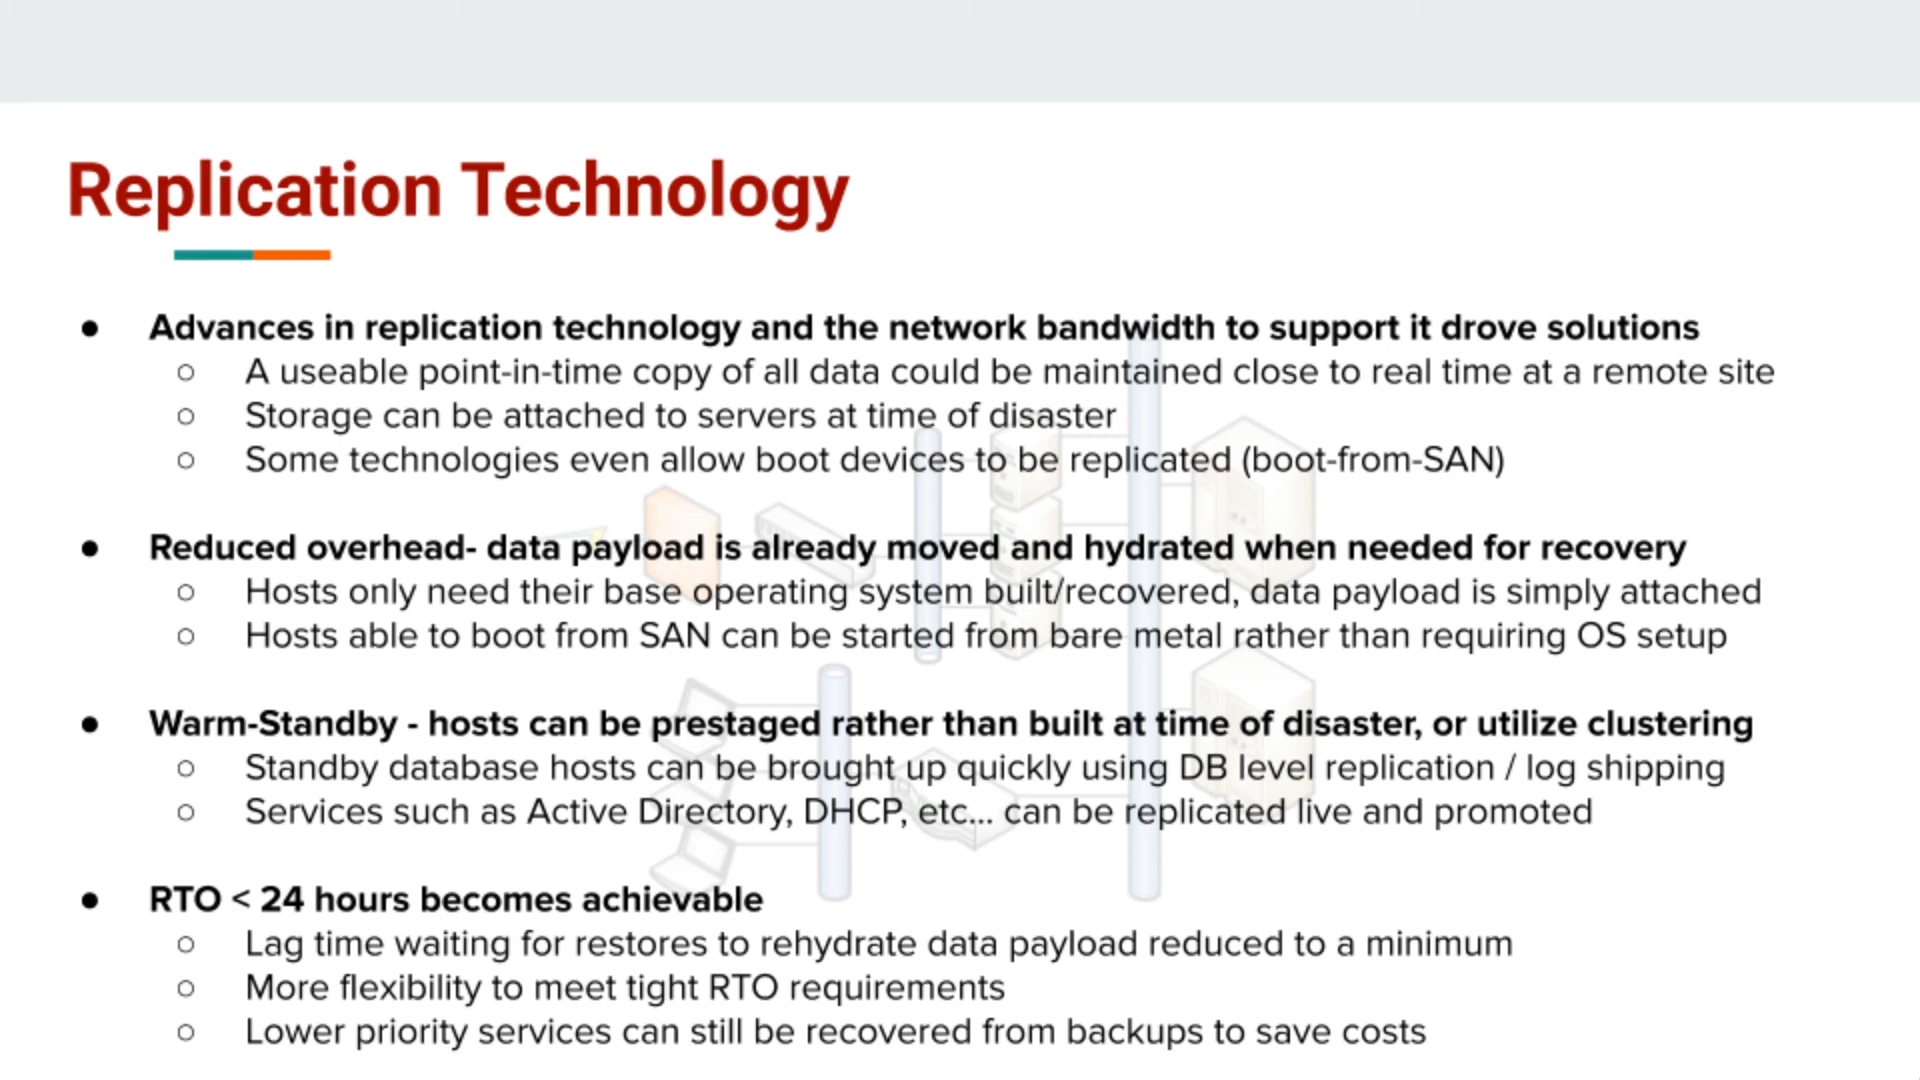 Replication Technology
● Advances in replication technology and the network bandwidth to support it drove solutions
○ A useable point-in-time copy of all data could be maintained close to real time at a remote site
○ Storage can be attached to servers at time of disaster
○ Some technologies even allow boot devices to be replicated (boot-from-SAN)
● Reduced overhead- data payload is already moved and hydrated when needed for recovery
○ Hosts only need their base operating system built/recovered, data payload is simply attached
○ Hosts able to boot from SAN can be started from bare metal rather than requiring OS setup
● Warm-Standby - hosts can be prestaged rather than built at time of disaster, or utilize clustering
○ Standby database hosts can be brought up quickly using DB level replication / log shipping
○ Services such as Active Directory, DHCP, etc... can be replicated live and promoted
● RTO < 24 hours becomes achievable
○ Lag time waiting for restores to rehydrate data payload reduced to a minimum
○ More flexibility to meet tight RTO requirements
○ Lower priority services can still be recovered from backups to save costs